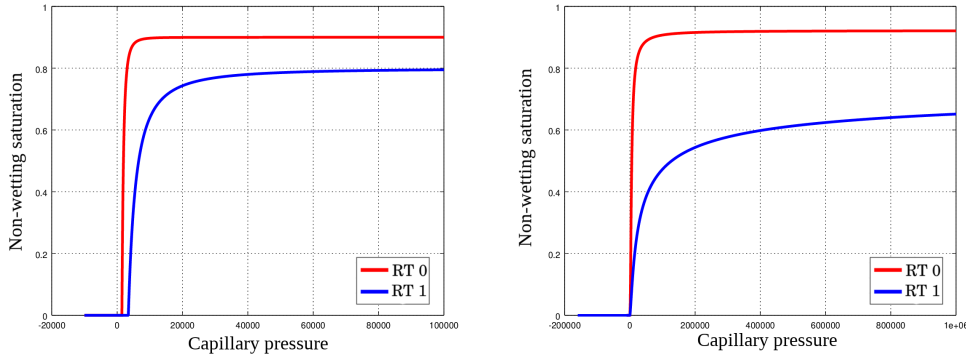 1
0.8
0.6
0.4
0.2
0
-20000 0 20000 40000 60000 80000 100000
Non-wetting saturation
Capillary pressure
RT 0
RT 1
1
0.8
0.6
0.4
0.2
0
-200000 0 200000 400000 600000 800000 1e+06
Non-wetting saturation
Capillary pressure
RT 0
RT 1